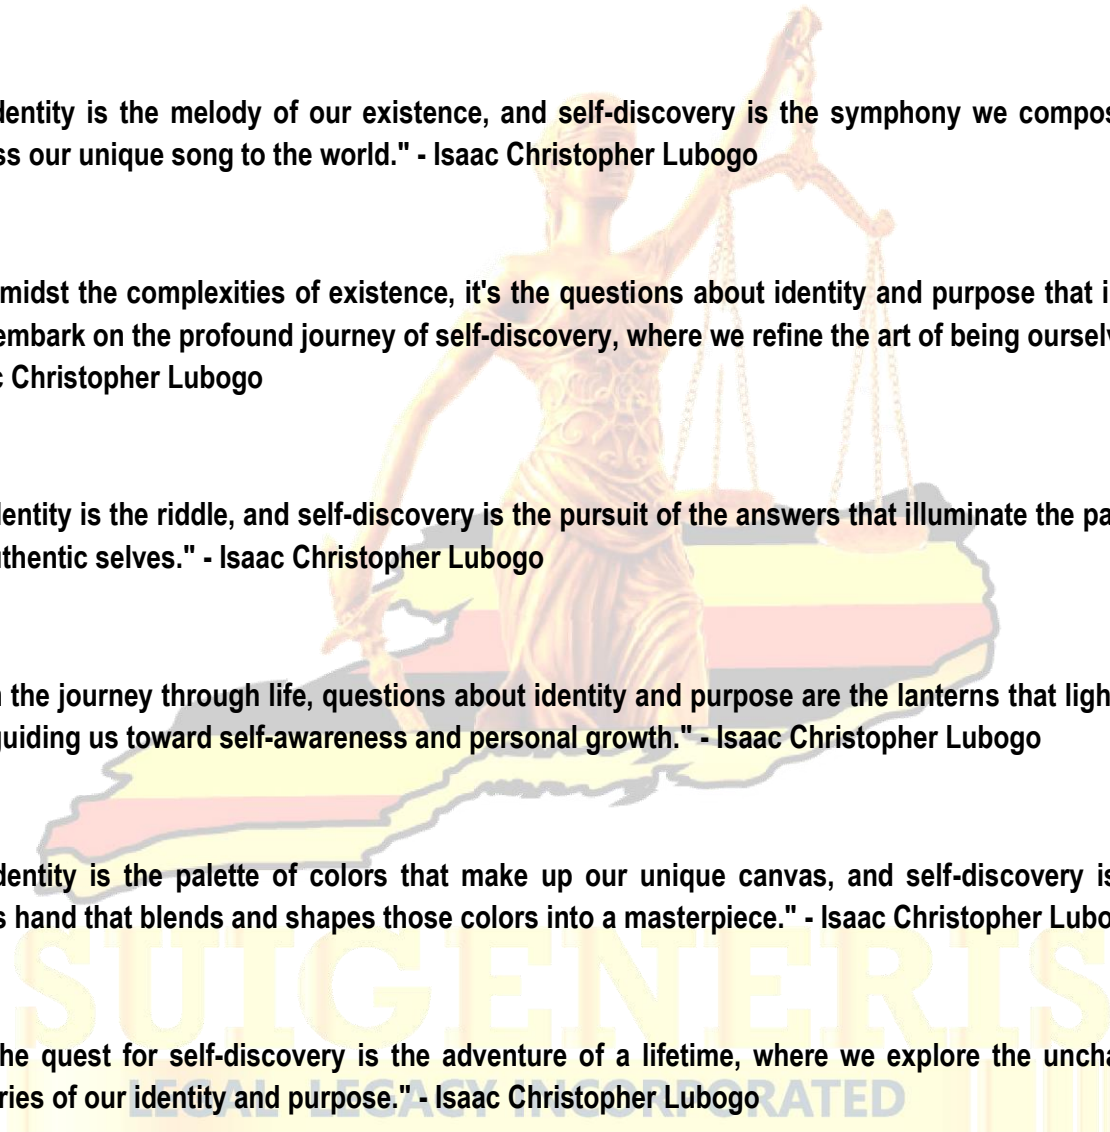 dentity is the melody of our existence, and self-discovery is the symphony we compos
ss our unique song to the world." - Isaac Christopher Lubogo
midst the complexities of existence, it's the questions about identity and purpose that i
embark on the profound journey of self-discovery, where we refine the art of being ourselv
c Christopher Lubogo
dentity is the riddle, and self-discovery is the pursuit of the answers that illuminate the pa
uthentic selves." - Isaac Christopher Lubogo
n the journey through life, questions about identity and purpose are the lanterns that ligh
guiding us toward self-awareness and personal growth." - Isaac Christopher Lubogo
dentity is the palette of colors that make up our unique canvas, and self-discovery is
s hand that blends and shapes those colors into a masterpiece." - Isaac Christopher Lubo
SUIGENERIS
he quest for self-discovery is the adventure of a lifetime, where we explore the uncha
ries of our identity and purpose." - Isaac Christopher Lubogo
LEGAL LEGACY INCORPORATED